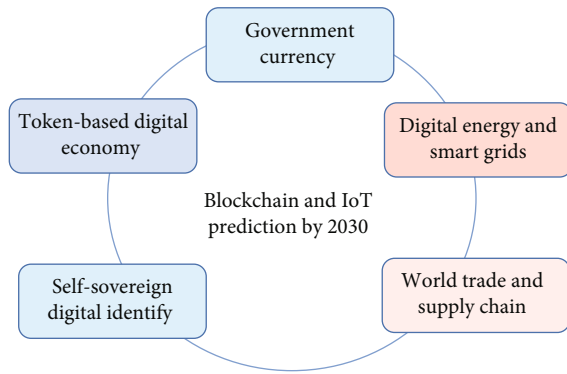 Government
currency
Token-based digital
economy
Digital energy and
smart grids
Blockchain and IoT
prediction by 2030
Self-sovereign
digital identify
World trade and
supply chain